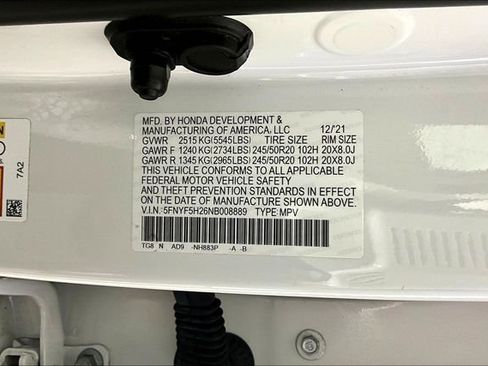 MFD. BY HONDA DEVELOPMENT &
MANUFACTURING OF AMERICA, LLC 12/'21
GVWR 2515 KG(5545LBS) TIRE SIZE RIM SIZE
GAWR F 1240 KG(2734LBS) 245/50R20 102H 20X8.0J
GAWR R 1345 KG(2965LBS) 245/50R20 102H 20X8.0J
THIS VEHICLE CONFORMS TO ALL APPLICABLE
FEDERAL MOTOR VEHICLE SAFETY
AND THEFT PREVENTION STANDARDS IN EFFECT
ON THE DATE OF MANUFACTURE SHOWN ABOVE.
V.I.N.:5FNYF5H26NB008889 TYPE:MPV
TG8 N AD9 -NH883P -A -B
7A2